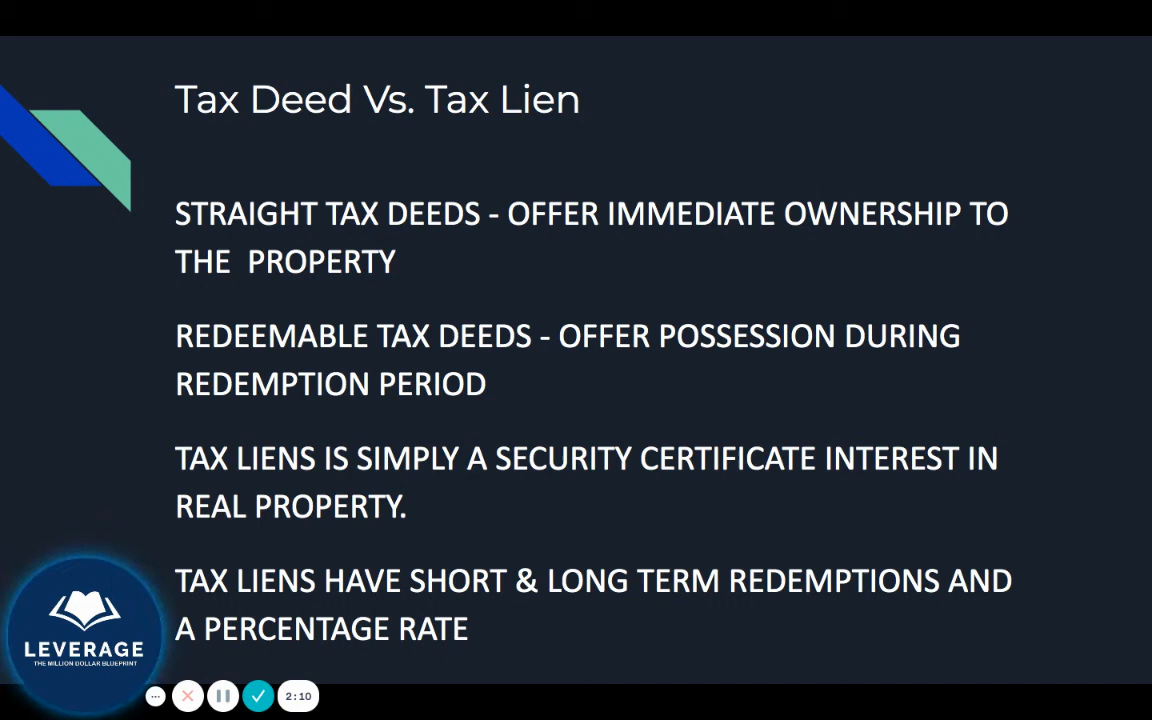 Tax Deed Vs. Tax Lien
STRAIGHT TAX DEEDS - OFFER IMMEDIATE OWNERSHIP TO
THE  PROPERTY
REDEEMABLE TAX DEEDS - OFFER POSSESSION DURING
REDEMPTION PERIOD
TAX LIENS IS SIMPLY A SECURITY CERTIFICATE INTEREST IN
REAL PROPERTY.
TAX LIENS HAVE SHORT & LONG TERM REDEMPTIONS AND
A PERCENTAGE RATE
LEVERAGE
THE MILLION DOLLAR BLUEPRINT
2:10